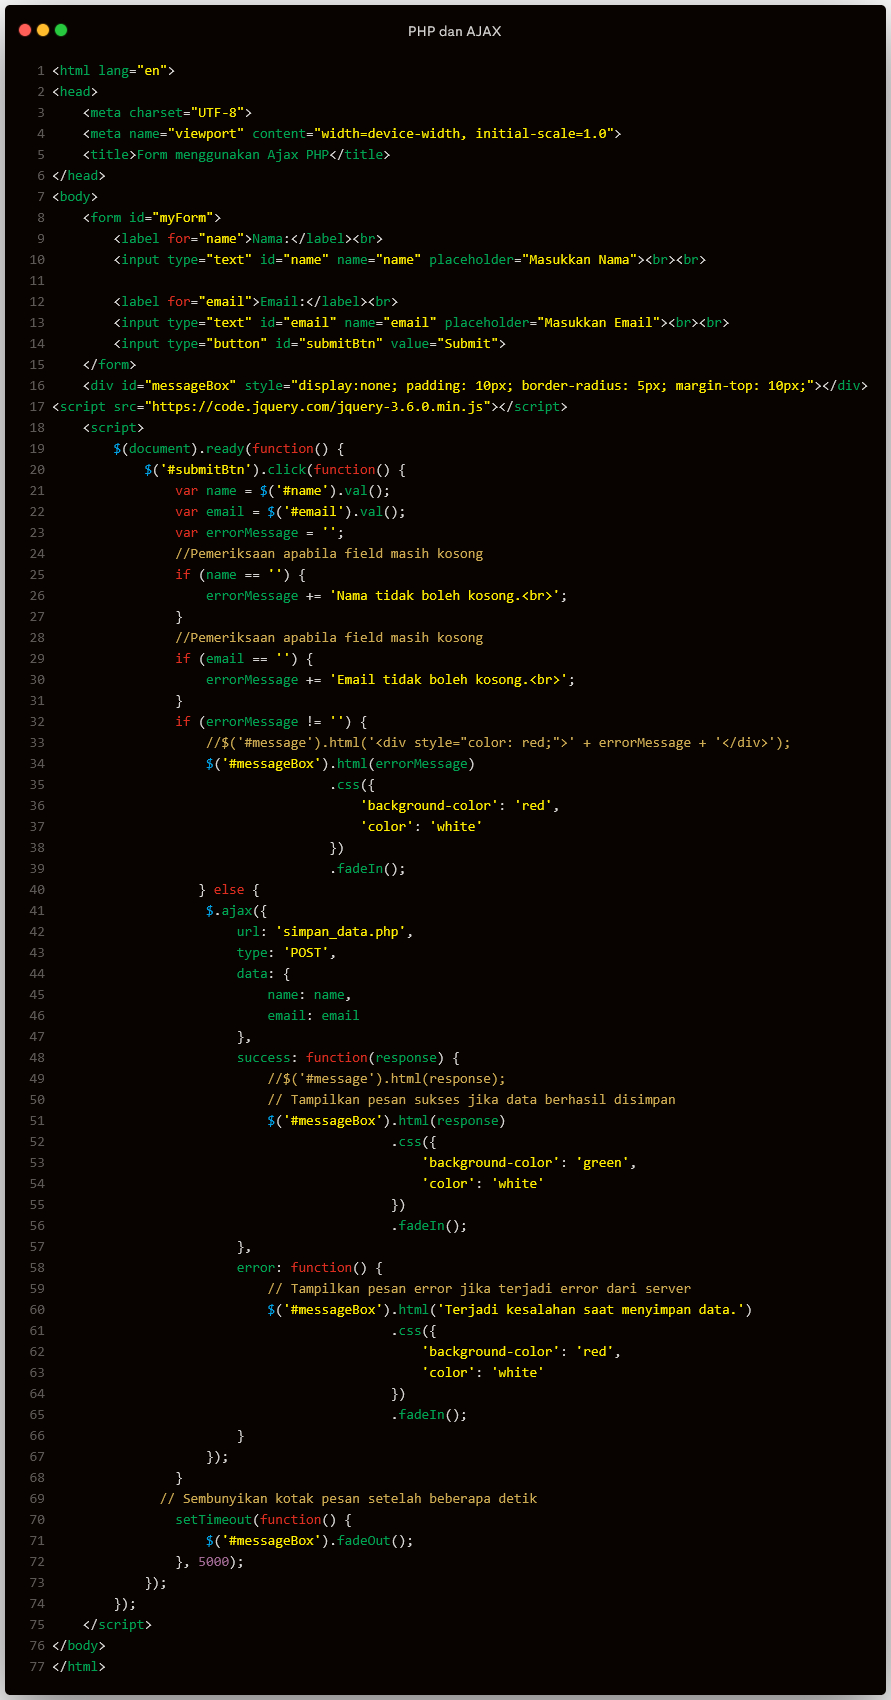 PHP dan AJAX
1 <html lang="en">
2 <head>
3     <meta charset="UTF-8">
4     <meta name="viewport" content="width=device-width, initial-scale=1.0">
5     <title>Form menggunakan Ajax PHP</title>
6 </head>
7 <body>
8     <form id="myForm">
9         <label for="name">Nama:</label><br>
10         <input type="text" id="name" name="name" placeholder="Masukkan Nama"><br><br>
11
12         <label for="email">Email:</label><br>
13         <input type="text" id="email" name="email" placeholder="Masukkan Email"><br><br>
14         <input type="button" id="submitBtn" value="Submit">
15     </form>
16     <div id="messageBox" style="display:none; padding: 10px; border-radius: 5px; margin-top: 10px;"></div>
17 <script src="https://code.jquery.com/jquery-3.6.0.min.js"></script>
18     <script>
19         $(document).ready(function() {
20             $('#submitBtn').click(function() {
21                 var name = $('#name').val();
22                 var email = $('#email').val();
23                 var errorMessage = '';
24                 //Pemeriksaan apabila field masih kosong
25                 if (name == '') {
26                     errorMessage += 'Nama tidak boleh kosong.<br>';
27                 }
28                 //Pemeriksaan apabila field masih kosong
29                 if (email == '') {
30                     errorMessage += 'Email tidak boleh kosong.<br>';
31                 }
32                 if (errorMessage != '') {
33                     //$('#message').html('<div style="color: red;">' + errorMessage + '</div>');
34                     $('#messageBox').html(errorMessage)
35                                     .css({
36                                         'background-color': 'red',
37                                         'color': 'white'
38                                     })
39                                     .fadeIn();
40                    } else {
41                     $.ajax({
42                         url: 'simpan_data.php',
43                         type: 'POST',
44                         data: {
45                             name: name,
46                             email: email
47                         },
48                         success: function(response) {
49                             //$('#message').html(response);
50                             // Tampilkan pesan sukses jika data berhasil disimpan
51                             $('#messageBox').html(response)
52                                             .css({
53                                                 'background-color': 'green',
54                                                 'color': 'white'
55                                             })
56                                             .fadeIn();
57                         },
58                         error: function() {
59                             // Tampilkan pesan error jika terjadi error dari server
60                             $('#messageBox').html('Terjadi kesalahan saat menyimpan data.')
61                                             .css({
62                                                 'background-color': 'red',
63                                                 'color': 'white'
64                                             })
65                                             .fadeIn();
66                         }
67                     });
68                 }
69               // Sembunyikan kotak pesan setelah beberapa detik
70                 setTimeout(function() {
71                     $('#messageBox').fadeOut();
72                 }, 5000);
73             });
74         });
75     </script>
76 </body>
77 </html>